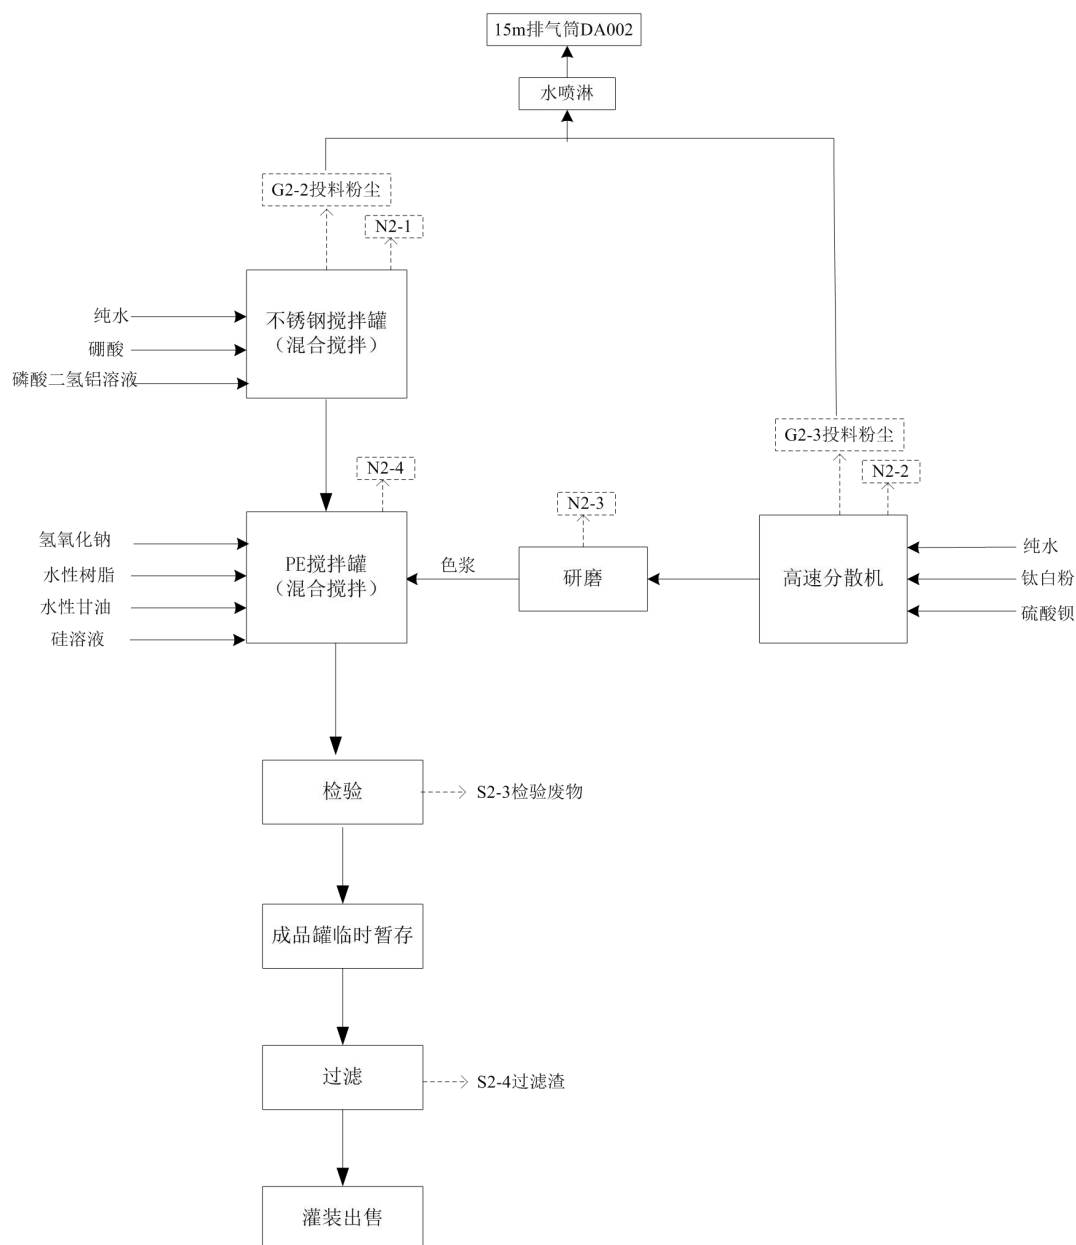 15m排气筒DA002
水喷淋
G2-2投料粉尘
N2-1
不锈钢搅拌罐
（混合搅拌）
纯水
硼酸
磷酸二氢铝溶液
G2-3投料粉尘
N2-2
N2-4
N2-3
氢氧化钠
水性树脂
水性甘油
硅溶液
PE搅拌罐
（混合搅拌）
色浆
研磨
高速分散机
纯水
钛白粉
硫酸钡
检验
S2-3检验废物
成品罐临时暂存
过滤
S2-4过滤渣
灌装出售